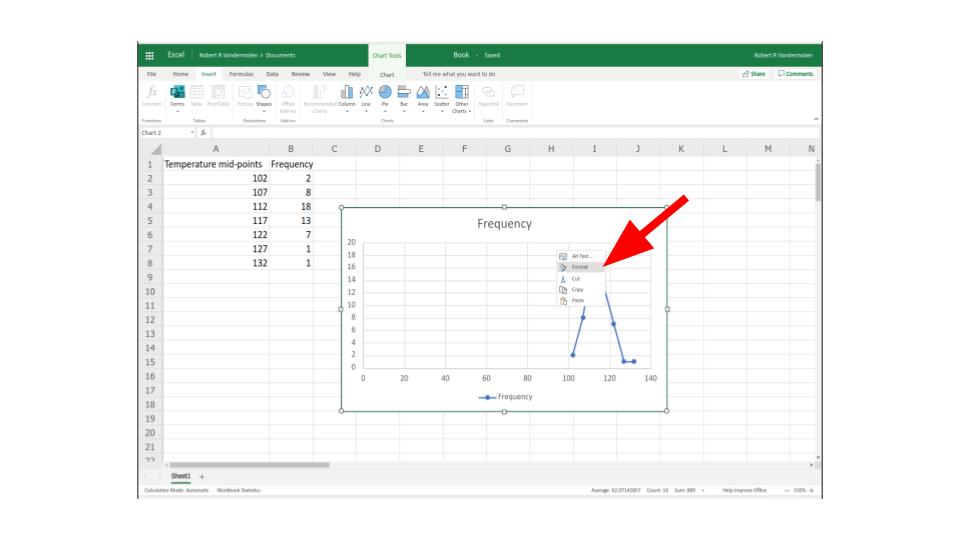 Excel Robert R Vandermolen > Documents Chart Tools Book - Saved Robert R Vandermolen
File Home Insert Formulas Data Review View Help Chart Tell me what you want to do Share Comments
fx
Function Forms Table PivotTable Picture Shapes Office Add-ins Recommended Charts Column Line Pie Bar Area Scatter Other Charts Hyperlink Comment
Functions Tables Illustrations Add-ins Charts Links Comments
Chart 2 fx
A B C D E F G H I J K L M N
1 Temperature mid-points Frequency
2 102 2
3 107 8
4 112 18
5 117 13
6 122 7
7 127 1
8 132 1
9
10
11
12
13
14
15
16
17
18
19
20
21
22
Frequency
20
18
16
14
12
10
8
6
4
2
0
0 20 40 60 80 100 120 140
Frequency
Alt Text...
Format
Cut
Copy
Paste
Sheet1 +
Calculation Mode: Automatic Workbook Statistics Average: 62.07142857 Count: 16 Sum: 869 Help Improve Office — 150% +